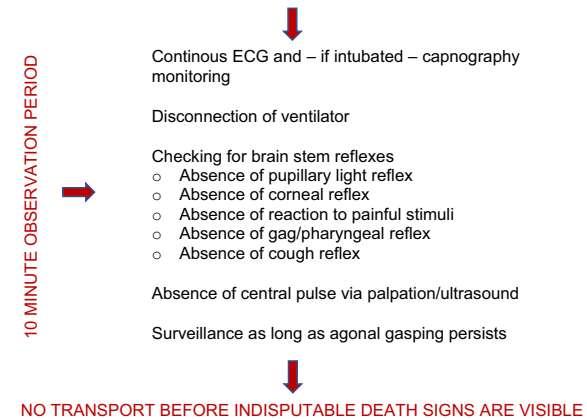 10 MINUTE OBSERVATION PERIOD
Continous ECG and – if intubated – capnography
monitoring
Disconnection of ventilator
Checking for brain stem reflexes
○ Absence of pupillary light reflex
○ Absence of corneal reflex
○ Absence of reaction to painful stimuli
○ Absence of gag/pharyngeal reflex
○ Absence of cough reflex
Absence of central pulse via palpation/ultrasound
Surveillance as long as agonal gasping persists
NO TRANSPORT BEFORE INDISPUTABLE DEATH SIGNS ARE VISIBLE